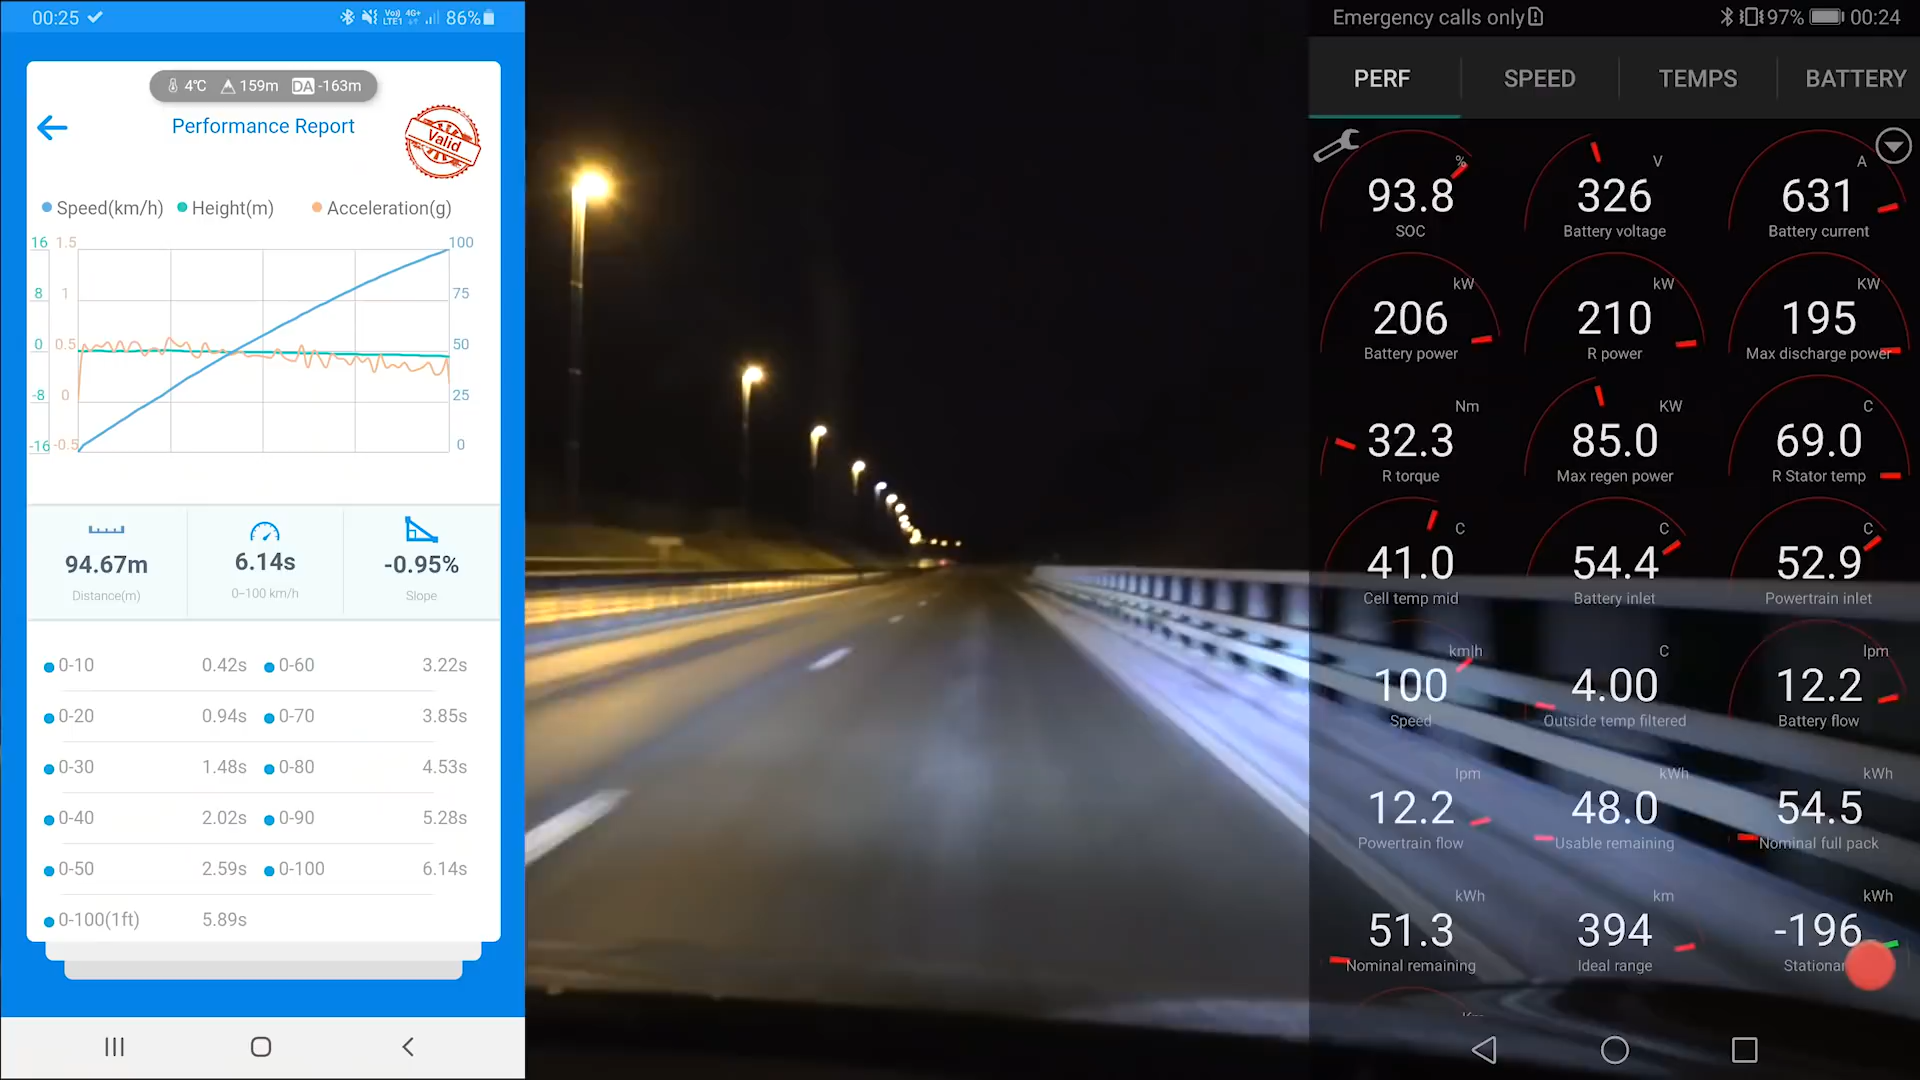 00:25
Vo)) LTE1 4G+ 86%
4℃ 159m DA -163m
Performance Report
Valid
Speed(km/h) Height(m) Acceleration(g)
16 1.5 100
8 1 75
0 0.5 50
-8 0 25
-16 -0.5 0
94.67m 6.14s -0.95%
Distance(m) 0-100 km/h Slope
0-10 0.42s 0-60 3.22s
0-20 0.94s 0-70 3.85s
0-30 1.48s 0-80 4.53s
0-40 2.02s 0-90 5.28s
0-50 2.59s 0-100 6.14s
0-100(1ft) 5.89s
Emergency calls only 97% 00:24
PERF SPEED TEMPS BATTERY
% V A
93.8 326 631
SOC Battery voltage Battery current
kW kW KW
206 210 195
Battery power R power Max discharge power
Nm KW C
32.3 85.0 69.0
R torque Max regen power R Stator temp
C C C
41.0 54.4 52.9
Cell temp mid Battery inlet Powertrain inlet
km|h C lpm
100 4.00 12.2
Speed Outside temp filtered Battery flow
lpm kWh kWh
12.2 48.0 54.5
Powertrain flow Usable remaining Nominal full pack
kWh km kWh
51.3 394 -196
Nominal remaining Ideal range